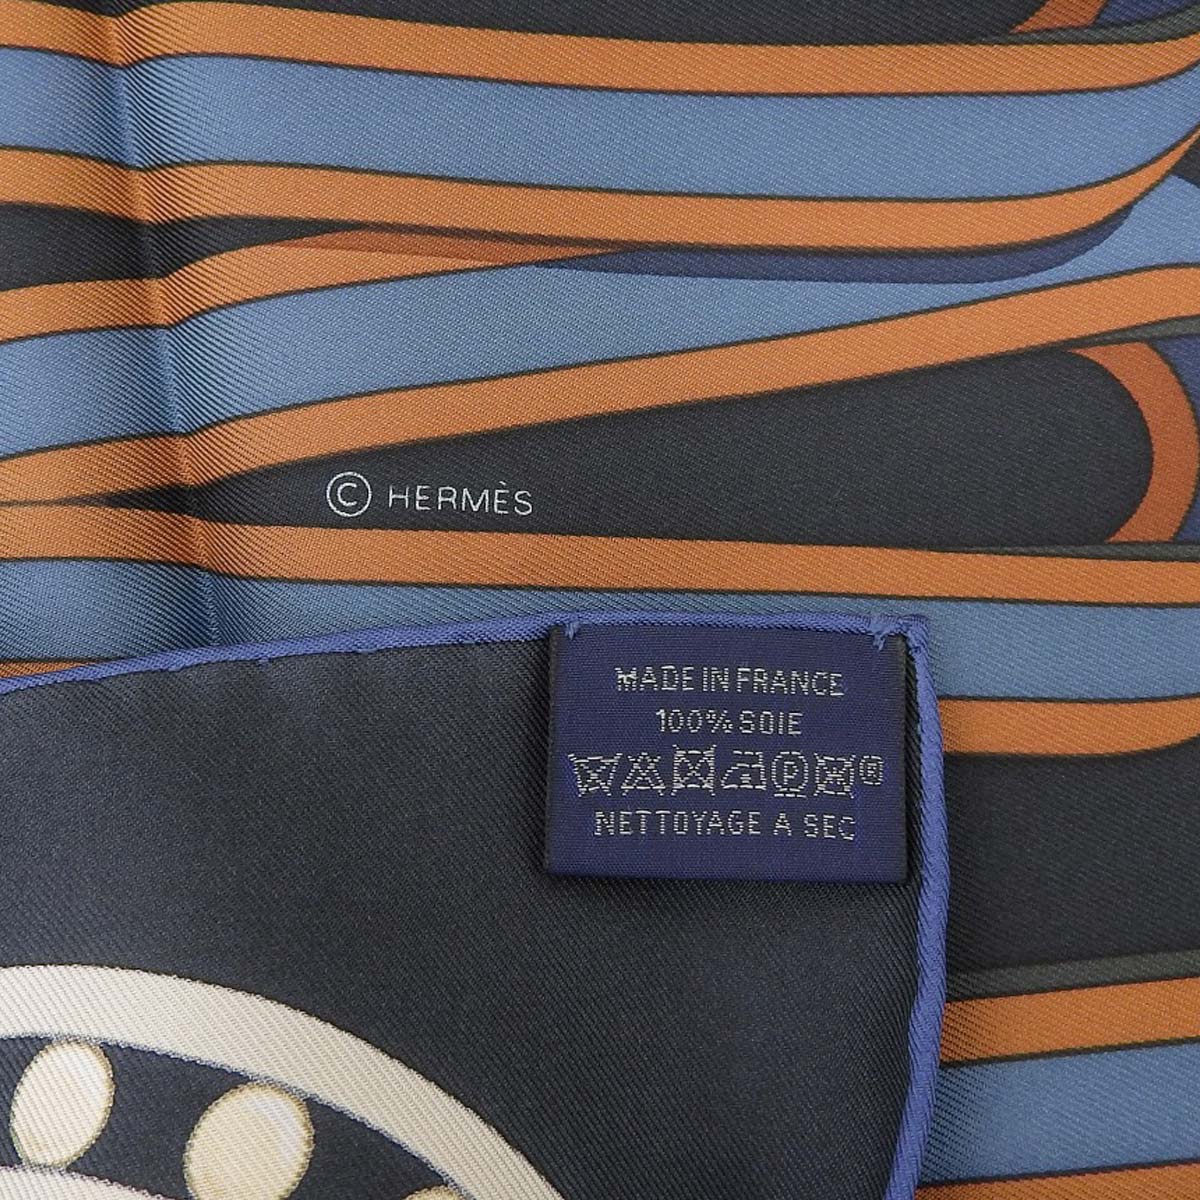 © HERMÈS
MADE IN FRANCE
100% SOIE
P ®
NETTOYAGE A SEC